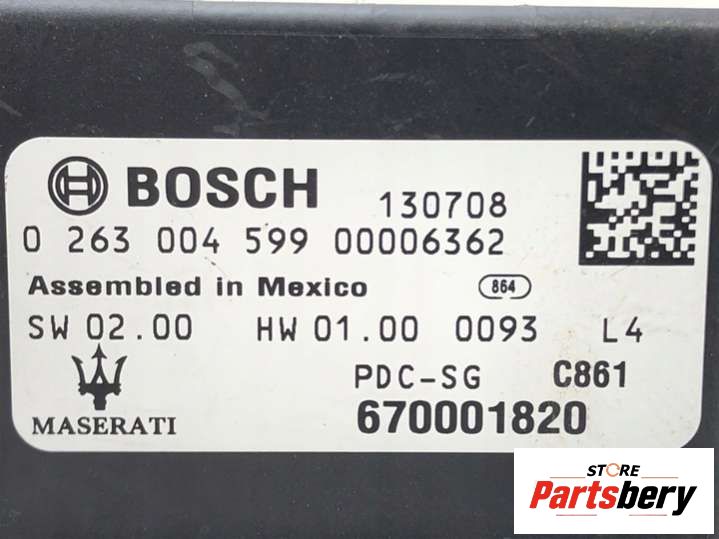 BOSCH 130708
0 263 004 599 00006362
Assembled in Mexico 864
SW 02.00 HW 01.00 0093 L4
PDC-SG C861
MASERATI 670001820
STORE
Partsbery